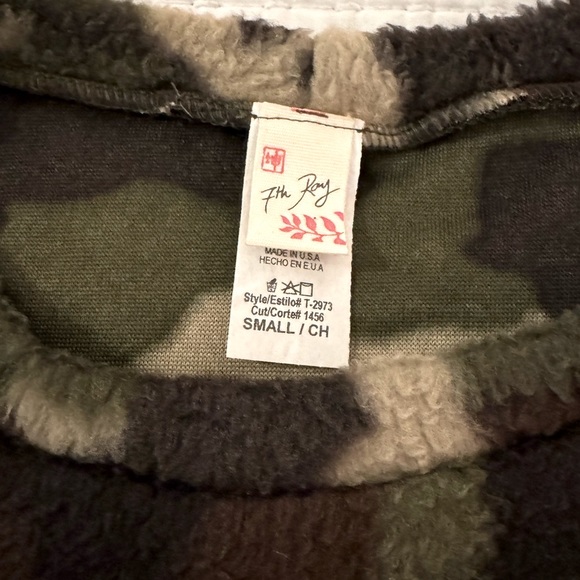 7th Ray
MADE IN U.S.A
HECHO EN E.U.A
Style/Estilo# T-2973
Cut/Corte# 1456
SMALL / CH